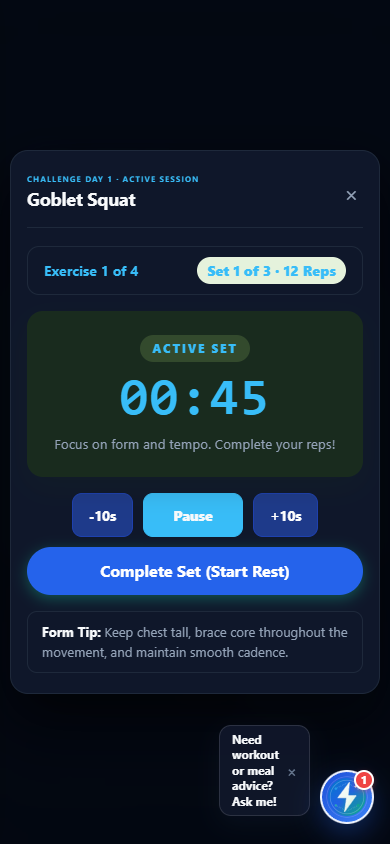 CHALLENGE DAY 1 • ACTIVE SESSION
Goblet Squat
×
Exercise 1 of 4
Set 1 of 3 • 12 Reps
ACTIVE SET
00:45
Focus on form and tempo. Complete your reps!
-10s
Pause
+10s
Complete Set (Start Rest)
Form Tip: Keep chest tall, brace core throughout the
movement, and maintain smooth cadence.
Need
workout
or meal
advice?
Ask me!
×
1